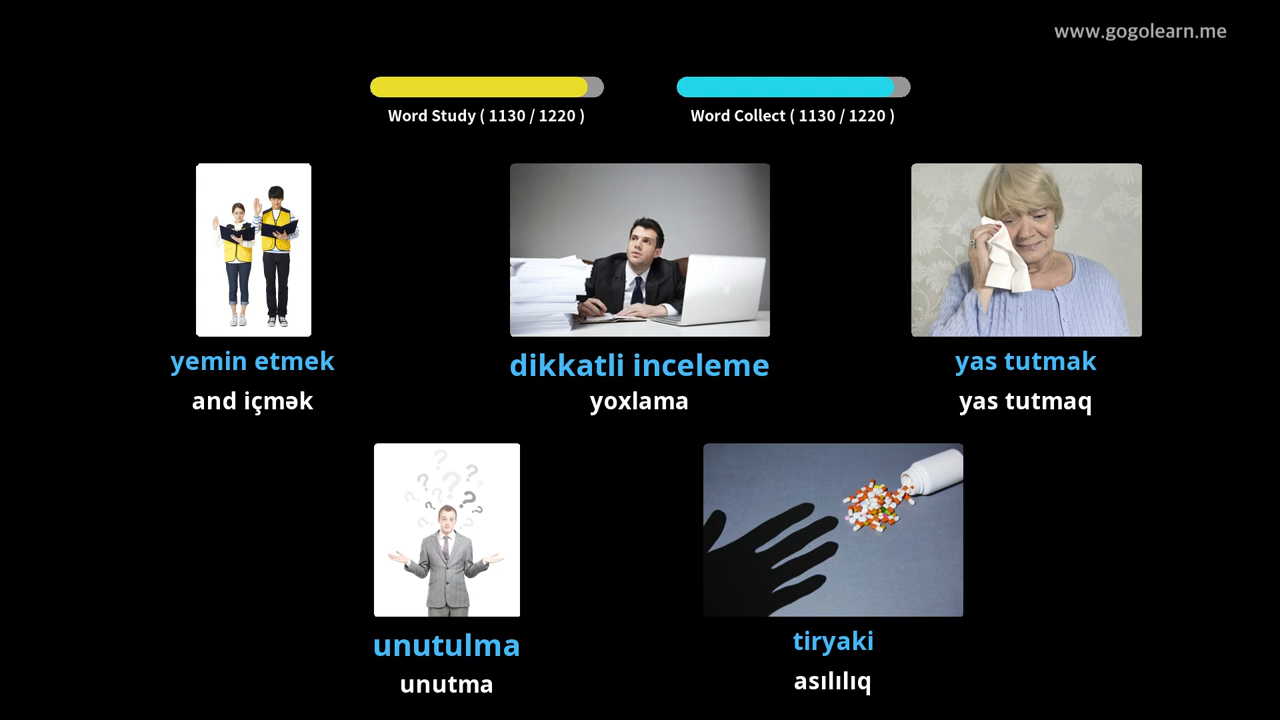 www.gogolearn.me
Word Study ( 1130 / 1220 )
Word Collect ( 1130 / 1220 )
yemin etmek
and içmək
dikkatli inceleme
yoxlama
yas tutmak
yas tutmaq
unutulma
unutma
tiryaki
asılılıq